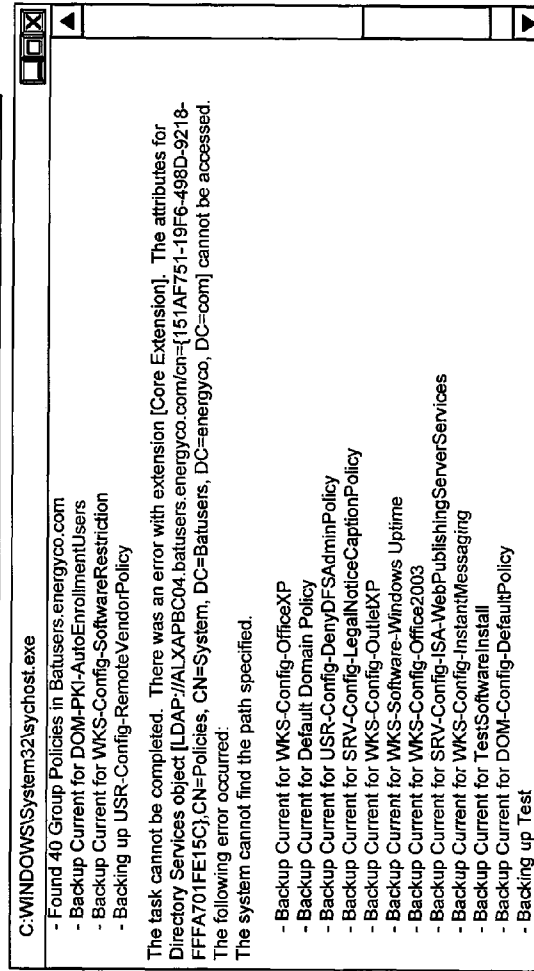 C:\WINDOWS\System32\sychost.exe
- Found 40 Group Policies in Batusers.energyco.com
- Backup Current for DOM-PKI-AutoEnrollmentUsers
- Backup Current for WKS-Config-SoftwareRestriction
- Backing up USR-Config-RemoteVendorPolicy
The task cannot be completed. There was an error with extension [Core Extension]. The attributes for
Directory Services object [LDAP://ALXAPBC04.batusers.energyco.com/cn={151AF751-19F6-498D-9218-
FFFA701FE15C},CN=Policies, CN=System, DC=Batusers, DC=energyco, DC=com] cannot be accessed.
The following error occurred:
The system cannot find the path specified.
- Backup Current for WKS-Config-OfficeXP
- Backup Current for Default Domain Policy
- Backup Current for USR-Config-DenyDFSAdminPolicy
- Backup Current for SRV-Config-LegalNoticeCaptionPolicy
- Backup Current for WKS-Config-OutletXP
- Backup Current for WKS-Software-Windows Uptime
- Backup Current for WKS-Config-Office2003
- Backup Current for SRV-Config-ISA-WebPublishingServerServices
- Backup Current for WKS-Config-InstantMessaging
- Backup Current for TestSoftwareInstall
- Backup Current for DOM-Config-DefaultPolicy
- Backing up Test